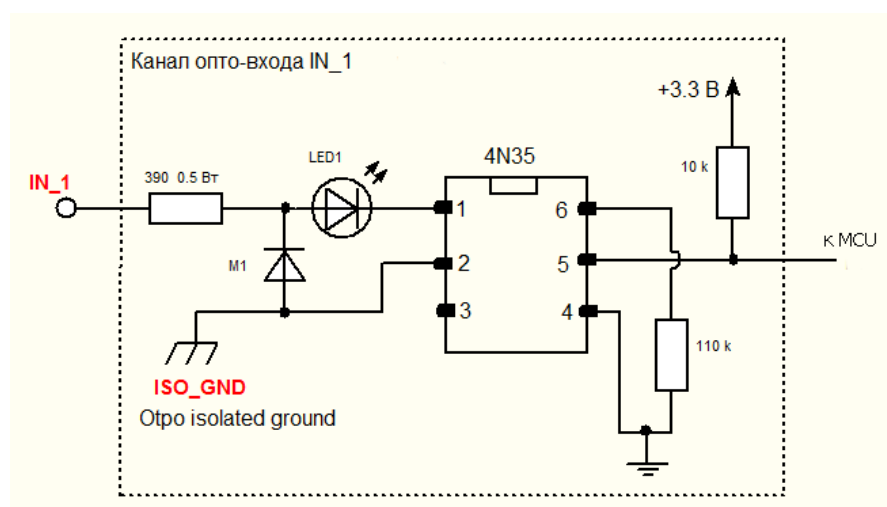 Канал опто-входа IN_1
+3.3 В
LED1
4N35
10 k
390 0.5 Вт
IN_1
1
6
к MCU
M1
2
5
3
4
110 k
ISO_GND
Otpo isolated ground